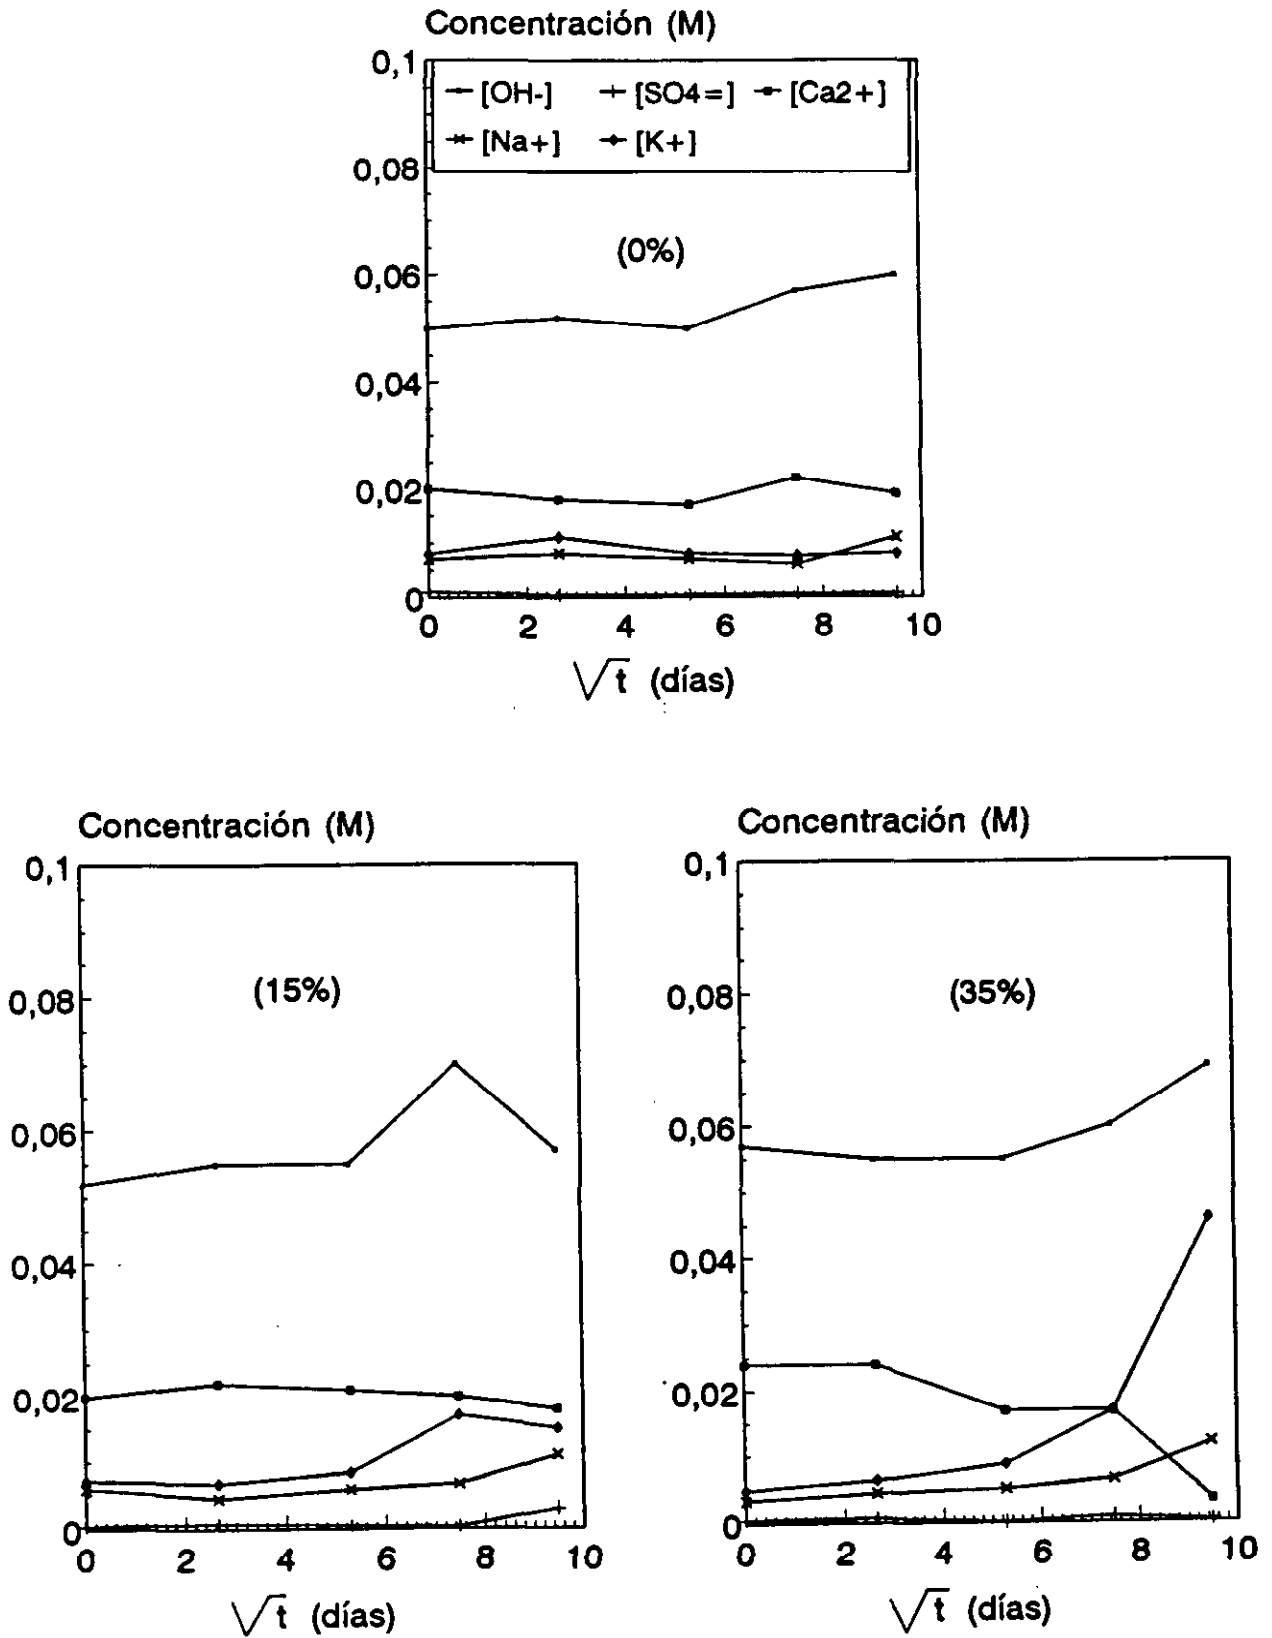 Concentración (M)
0,1
[OH-] [SO4=] [Ca2+]
[Na+] [K+]
0,08
(0%)
0,06
0,04
0,02
0
0 2 4 6 8 10
√t (días)
Concentración (M)
0,1
(15%)
0,08
0,06
0,04
0,02
0
0 2 4 6 8 10
√t (días)
Concentración (M)
0,1
(35%)
0,08
0,06
0,04
0,02
0
0 2 4 6 8 10
√t (días)